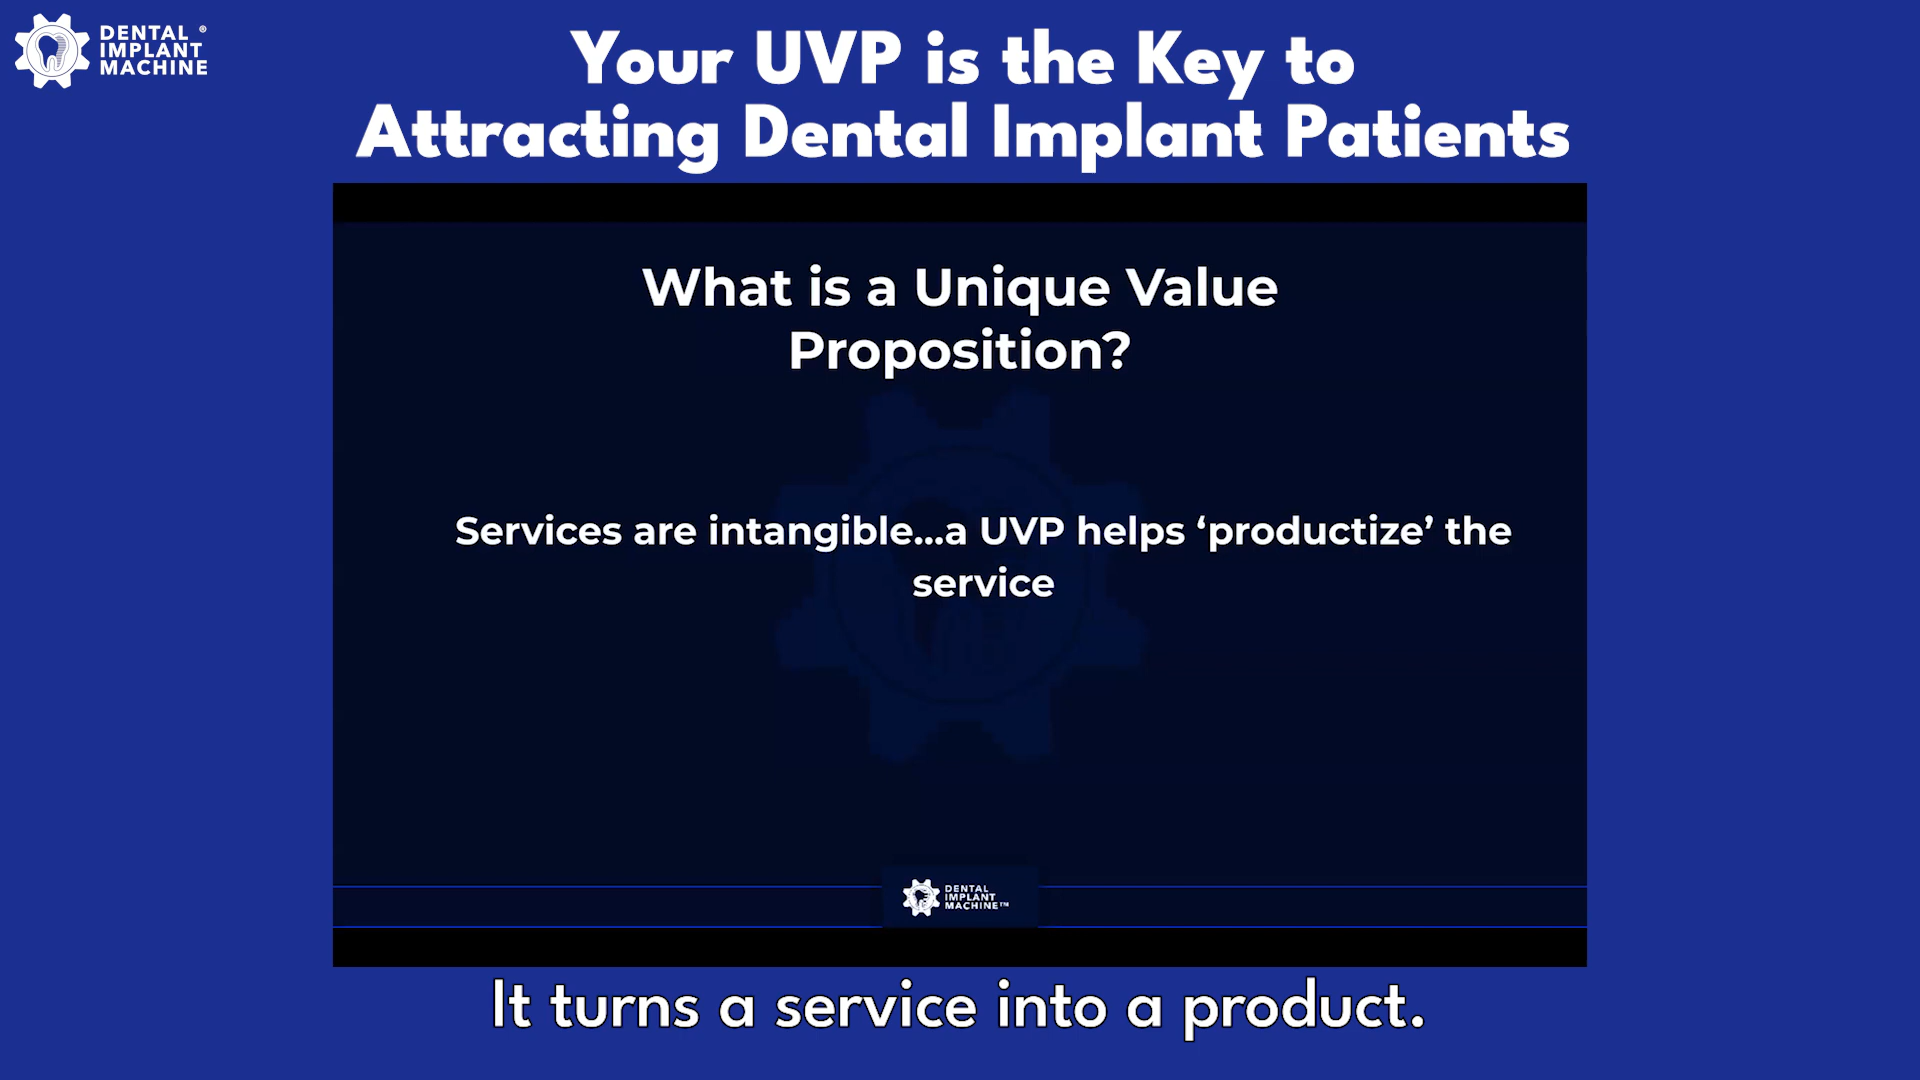 DENTAL ®
IMPLANT
MACHINE
Your UVP is the Key to
Attracting Dental Implant Patients
What is a Unique Value
Proposition?
Services are intangible...a UVP helps ‘productize’ the
service
DENTAL
IMPLANT
MACHINE™
It turns a service into a product.